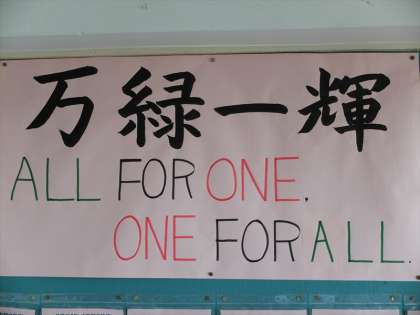 万緑一輝
ALL FOR ONE.
ONE FOR ALL.